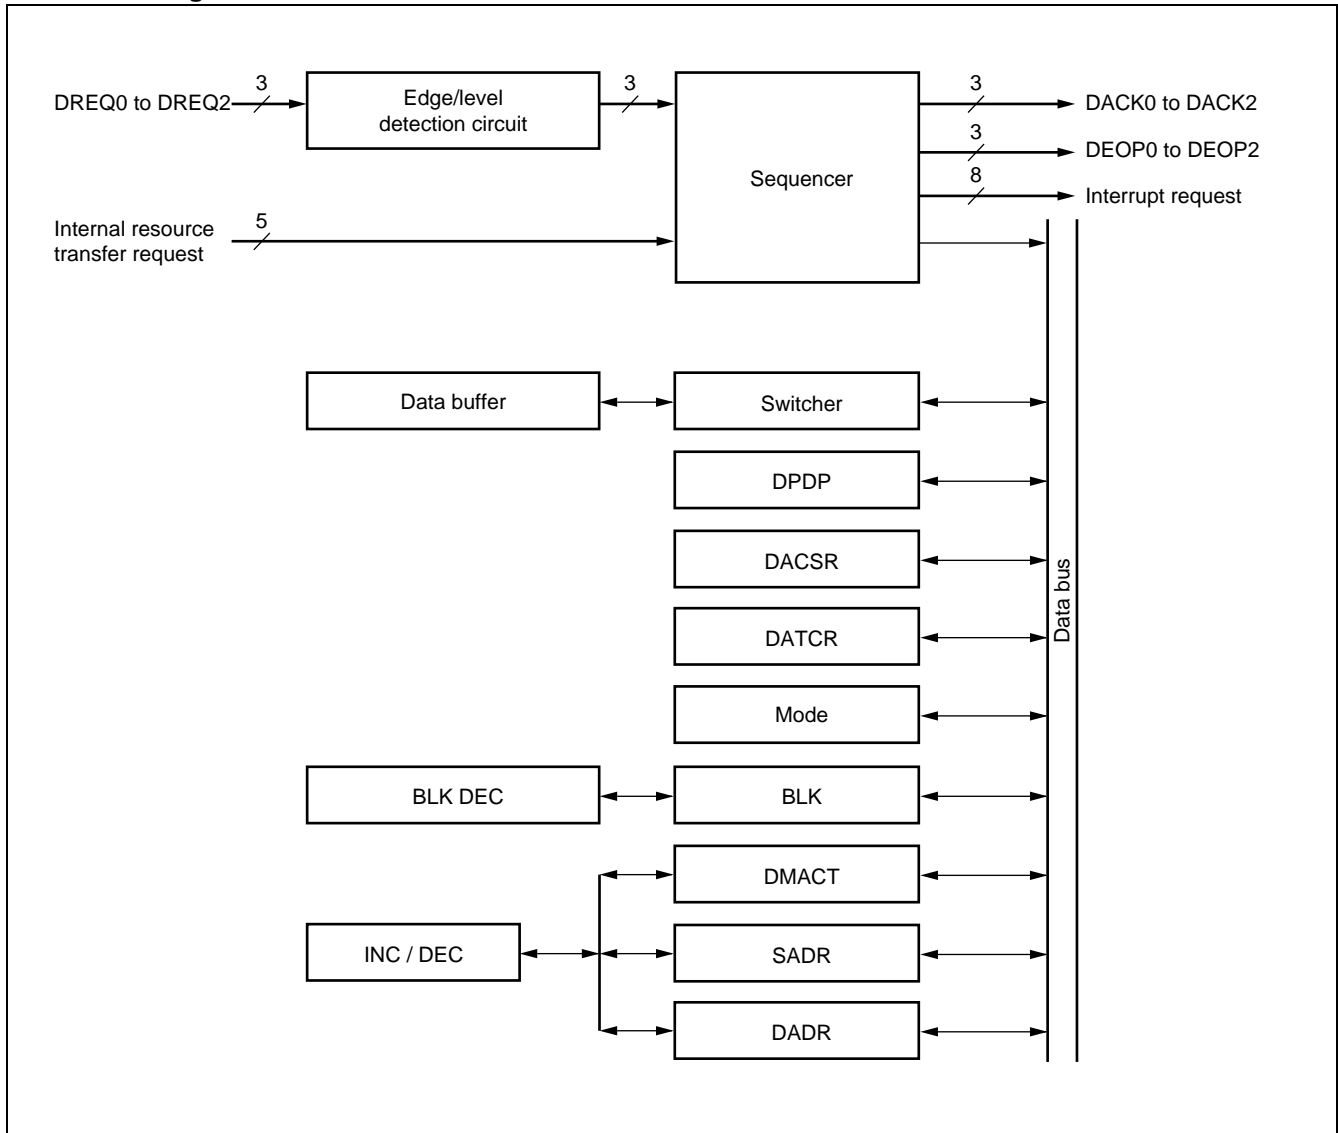 3
3
3
DREQ0 to DREQ2
Edge/level
detection circuit
DACK0 to DACK2
3
DEOP0 to DEOP2
Sequencer
8
Interrupt request
5
Internal resource
transfer request
Data buffer
Switcher
DPDP
DACSR
Data bus
DATCR
Mode
BLK DEC
BLK
DMACT
INC / DEC
SADR
DADR